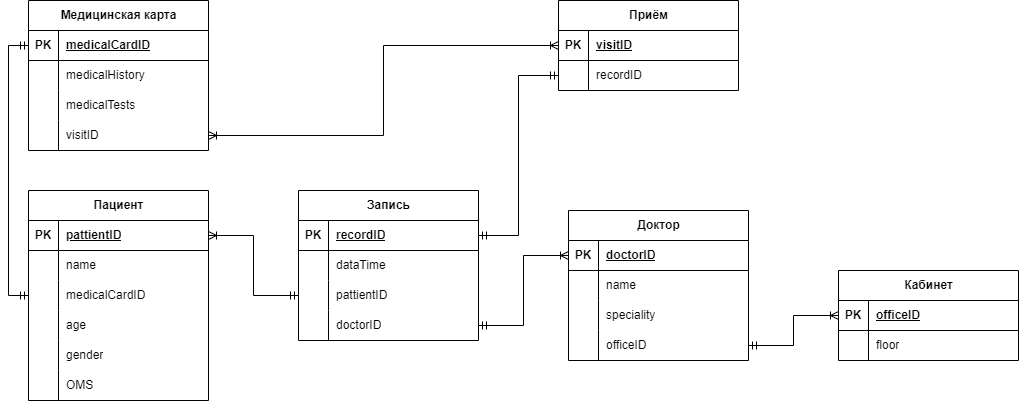 Медицинская карта
PK medicalCardID
medicalHistory
medicalTests
visitID
Приём
PK visitID
recordID
Пациент
PK pattientID
name
medicalCardID
age
gender
OMS
Запись
PK recordID
dataTime
pattientID
doctorID
Доктор
PK doctorID
name
speciality
officeID
Кабинет
PK officeID
floor